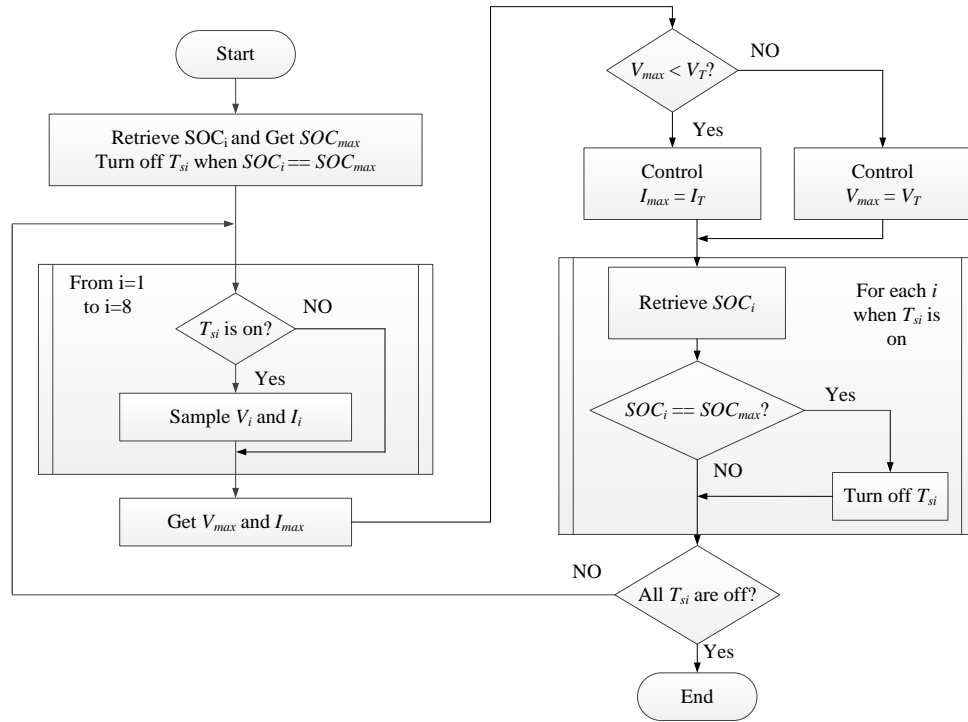 Start
Retrieve SOCi and Get SOCmax
Turn off Tsi when SOCi == SOCmax
From i=1
to i=8
Tsi is on?
NO
Yes
Sample Vi and Ii
Get Vmax and Imax
Vmax < VT?
NO
Yes
Control
Imax = IT
Control
Vmax = VT
Retrieve SOCi
For each i
when Tsi is
on
SOCi == SOCmax?
Yes
NO
Turn off Tsi
All Tsi are off?
NO
Yes
End